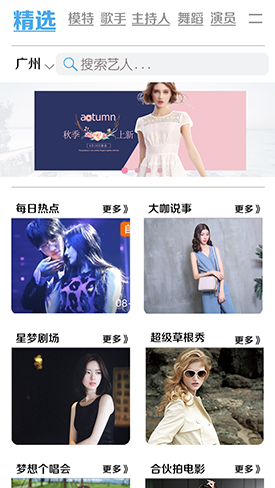 精选 模特 歌手 主持人 舞蹈 演员
广州 搜索艺人...
autumn
秋季 上新
每日热点 更多》 大咖说事 更多》
星梦剧场 更多》 超级草根秀 更多》
梦想个唱会 更多》 合伙拍电影 更多》